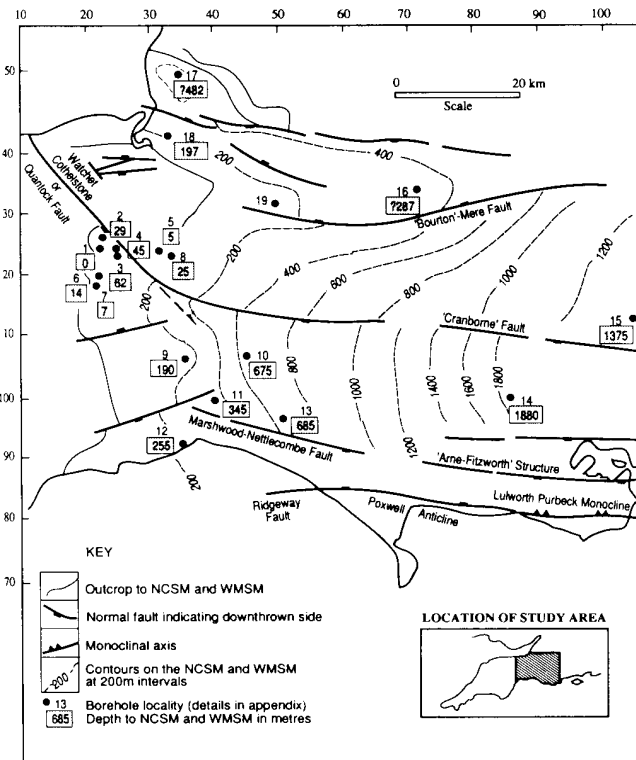 10 20 30 40 50 60 70 80 90 100
50
40
30
20
10
100
90
80
70
17
?482
0 20 km
Scale
18
197
200
400
16
?287
19
'Bourton'-Mere Fault
Watchet
Cothelstone
or
Quantock Fault
2
29
4
45
5
5
8
25
1
0
3
62
6
14
7
7
200
200
400
600
800
1000
1200
15
1375
'Cranborne' Fault
9
190
10
675
800
1000
1200
1400
1600
1800
14
1880
11
345
13
685
Marshwood-Nettlecombe Fault
12
255
200
'Arne-Fitzworth' Structure
Ridgeway
Fault
Poxwell
Anticline
Lulworth Purbeck Monocline
KEY
Outcrop to NCSM and WMSM
Normal fault indicating downthrown side
Monoclinal axis
200
Contours on the NCSM and WMSM
at 200m intervals
13
Borehole locality (details in appendix)
685
Depth to NCSM and WMSM in metres
LOCATION OF STUDY AREA